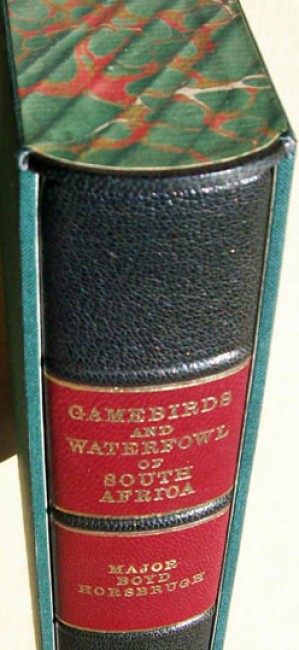 GAMEBIRDS
AND
WATERFOWL
OF
SOUTH
AFRICA
MAJOR
BOYD
HORSBRUGH